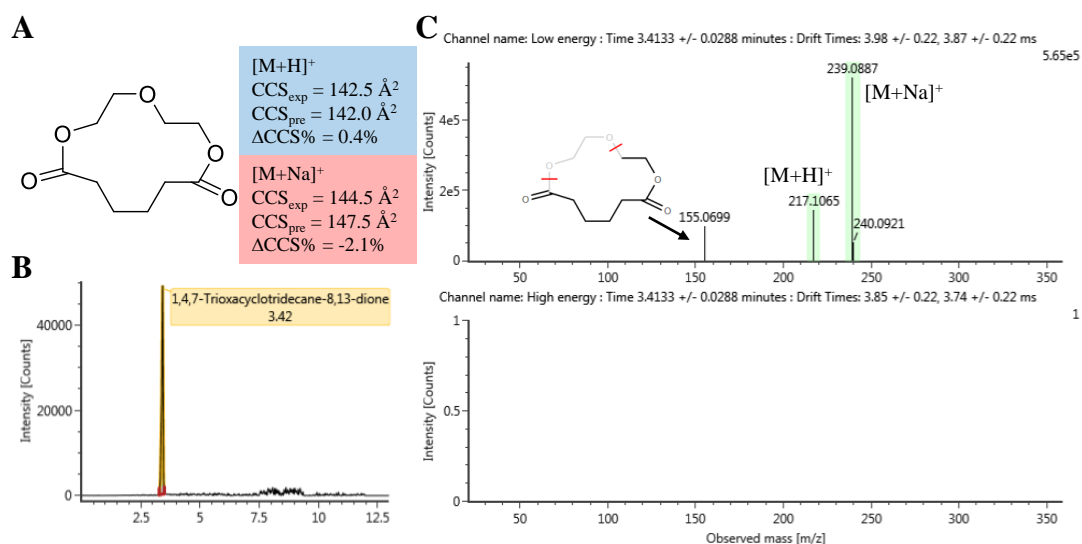 A
O
O
O
O
O
[M+H]⁺
CCSexp = 142.5 Å²
CCSpre = 142.0 Å²
ΔCCS% = 0.4%
[M+Na]⁺
CCSexp = 144.5 Å²
CCSpre = 147.5 Å²
ΔCCS% = -2.1%
B
Intensity [Counts]
40000
20000
0
1,4,7-Trioxacyclotridecane-8,13-dione
3.42
2.5 5 7.5 10 12.5
C
Channel name: Low energy : Time 3.4133 +/- 0.0288 minutes : Drift Times: 3.98 +/- 0.22, 3.87 +/- 0.22 ms
5.65e5
Intensity [Counts]
4e5
2e5
0
239.0887
[M+Na]⁺
[M+H]⁺
217.1065
240.0921
155.0699
O
O
O
O
O
50 100 150 200 250 300 350
Channel name: High energy : Time 3.4133 +/- 0.0288 minutes : Drift Times: 3.85 +/- 0.22, 3.74 +/- 0.22 ms
1
Intensity [Counts]
1
0.5
0
50 100 150 200 250 300 350
Observed mass [m/z]